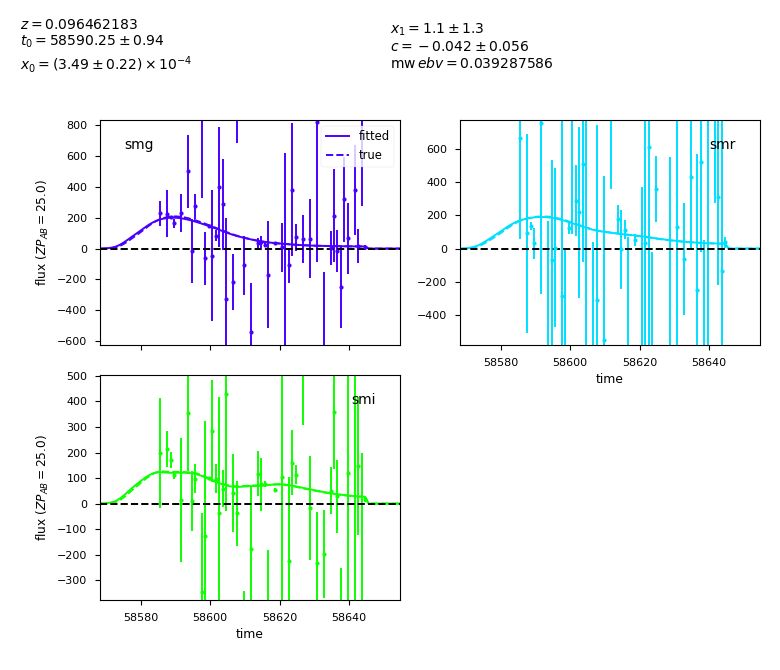 z = 0.096462183
t₀ = 58590.25 ± 0.94
x₀ = (3.49 ± 0.22) × 10⁻⁴
x₁ = 1.1 ± 1.3
c = −0.042 ± 0.056
mw ebv = 0.039287586
smg
fitted
true
800
600
400
200
0
−200
−400
−600
flux (ZP_AB = 25.0)
smr
600
400
200
0
−200
−400
58580
58600
58620
58640
time
smi
500
400
300
200
100
0
−100
−200
−300
flux (ZP_AB = 25.0)
58580
58600
58620
58640
time